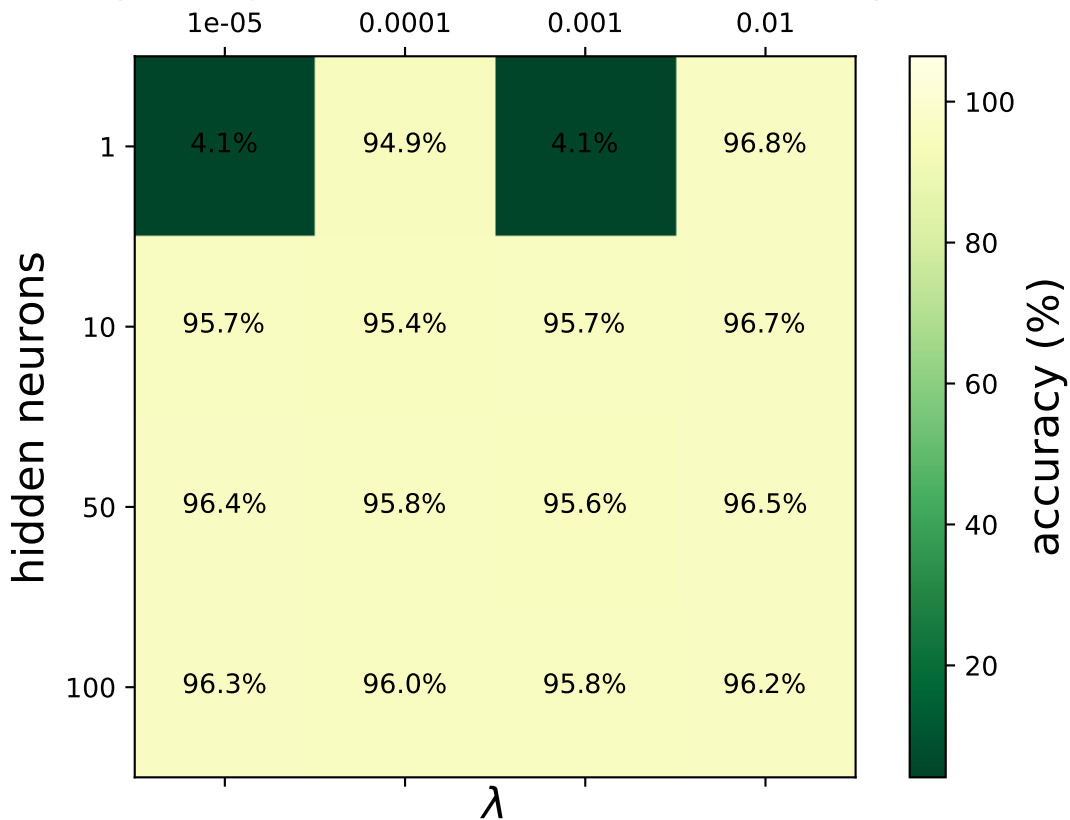 1e-05 0.0001 0.001 0.01
1 4.1% 94.9% 4.1% 96.8%
10 95.7% 95.4% 95.7% 96.7%
50 96.4% 95.8% 95.6% 96.5%
100 96.3% 96.0% 95.8% 96.2%
hidden neurons
λ
100
80
60
40
20
accuracy (%)